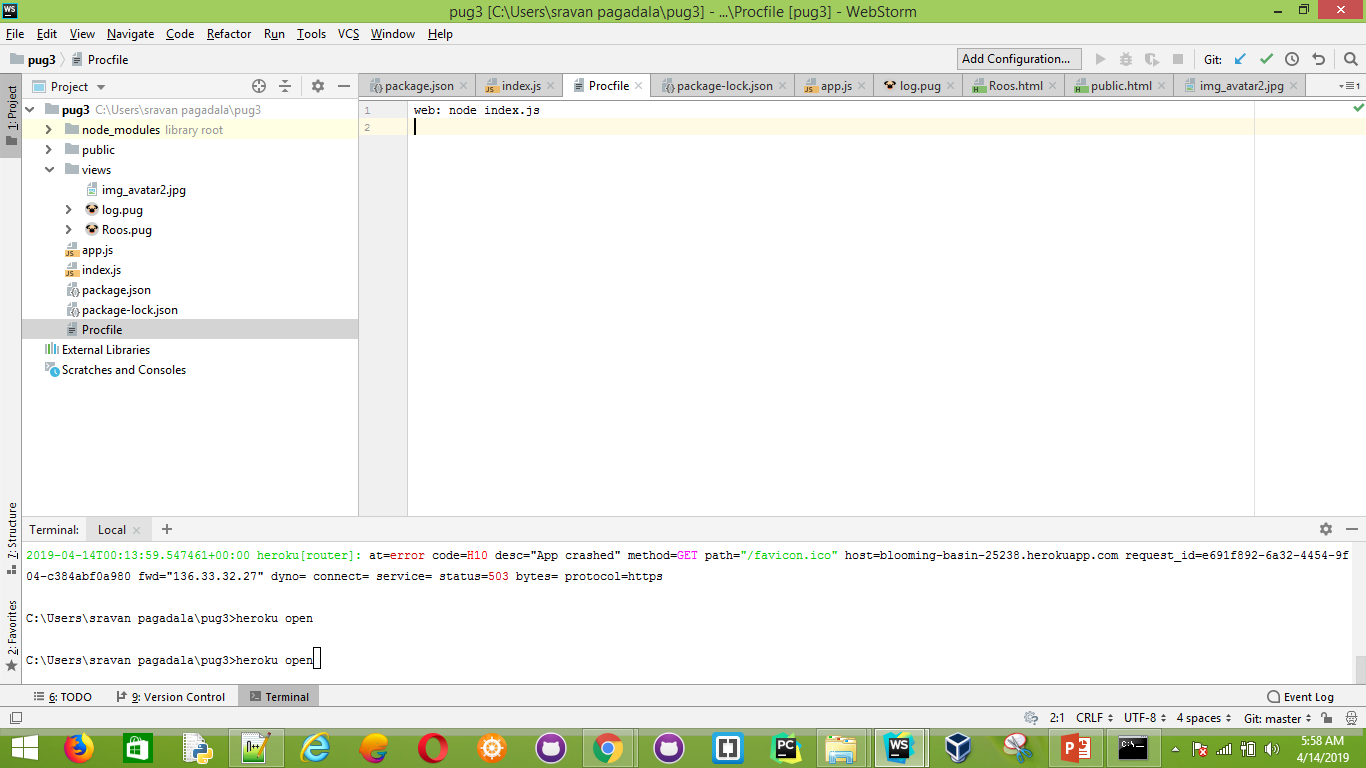 pug3 [C:\Users\sravan pagadala\pug3] - ...\Procfile [pug3] - WebStorm
File Edit View Navigate Code Refactor Run Tools VCS Window Help
pug3 Procfile Add Configuration... Git:
Project package.json index.js Procfile package-lock.json app.js log.pug Roos.html public.html img_avatar2.jpg
1: Project
pug3 C:\Users\sravan pagadala\pug3
node_modules library root
public
views
img_avatar2.jpg
log.pug
Roos.pug
app.js
index.js
package.json
package-lock.json
Procfile
External Libraries
Scratches and Consoles
1 web: node index.js
2
7: Structure
2: Favorites
Terminal: Local
2019-04-14T00:13:59.547461+00:00 heroku[router]: at=error code=H10 desc="App crashed" method=GET path="/favicon.ico" host=blooming-basin-25238.herokuapp.com request_id=e691f892-6a32-4454-9f
04-c384abf0a980 fwd="136.33.32.27" dyno= connect= service= status=503 bytes= protocol=https
C:\Users\sravan pagadala\pug3>heroku open
C:\Users\sravan pagadala\pug3>heroku open
6: TODO 9: Version Control Terminal Event Log
2:1 CRLF UTF-8 4 spaces Git: master
5:58 AM
4/14/2019